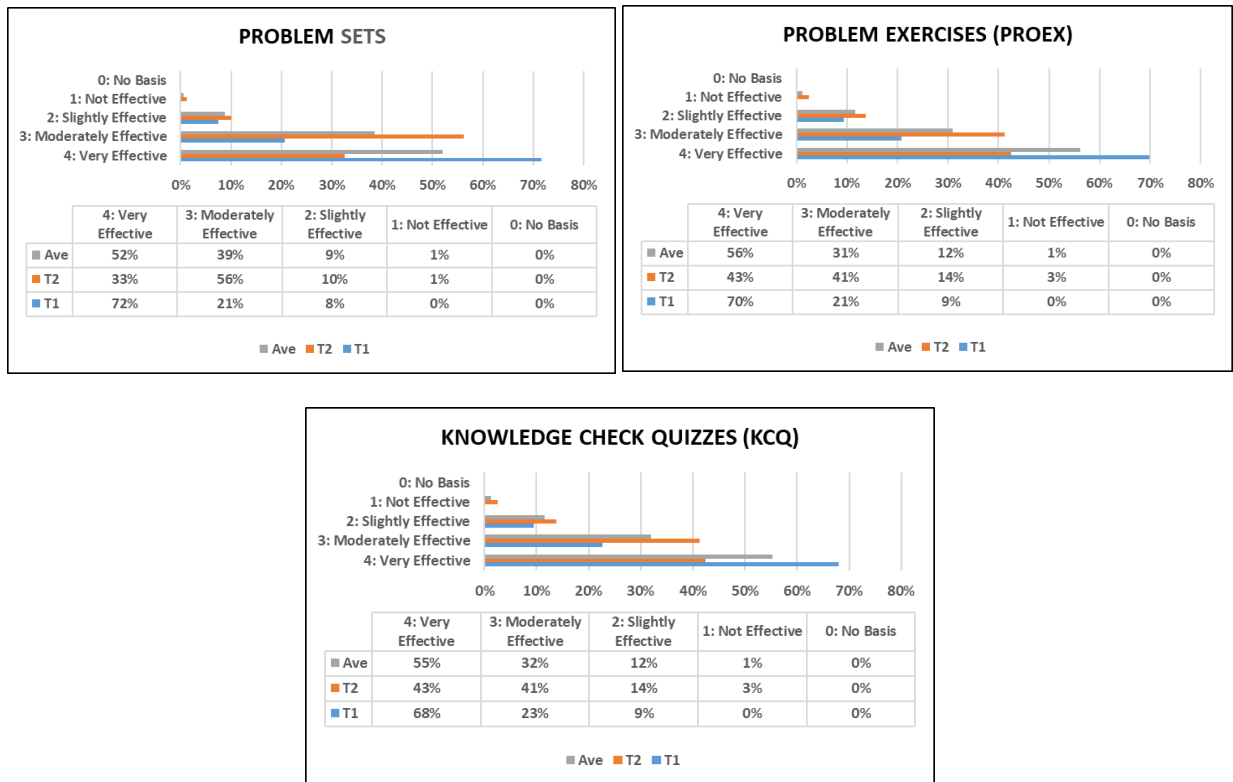 PROBLEM SETS
0: No Basis
1: Not Effective
2: Slightly Effective
3: Moderately Effective
4: Very Effective
0% 10% 20% 30% 40% 50% 60% 70% 80%
4: Very Effective 3: Moderately Effective 2: Slightly Effective 1: Not Effective 0: No Basis
Ave 52% 39% 9% 1% 0%
T2 33% 56% 10% 1% 0%
T1 72% 21% 8% 0% 0%
Ave T2 T1
PROBLEM EXERCISES (PROEX)
0: No Basis
1: Not Effective
2: Slightly Effective
3: Moderately Effective
4: Very Effective
0% 10% 20% 30% 40% 50% 60% 70% 80%
4: Very Effective 3: Moderately Effective 2: Slightly Effective 1: Not Effective 0: No Basis
Ave 56% 31% 12% 1% 0%
T2 43% 41% 14% 3% 0%
T1 70% 21% 9% 0% 0%
Ave T2 T1
KNOWLEDGE CHECK QUIZZES (KCQ)
0: No Basis
1: Not Effective
2: Slightly Effective
3: Moderately Effective
4: Very Effective
0% 10% 20% 30% 40% 50% 60% 70% 80%
4: Very Effective 3: Moderately Effective 2: Slightly Effective 1: Not Effective 0: No Basis
Ave 55% 32% 12% 1% 0%
T2 43% 41% 14% 3% 0%
T1 68% 23% 9% 0% 0%
Ave T2 T1